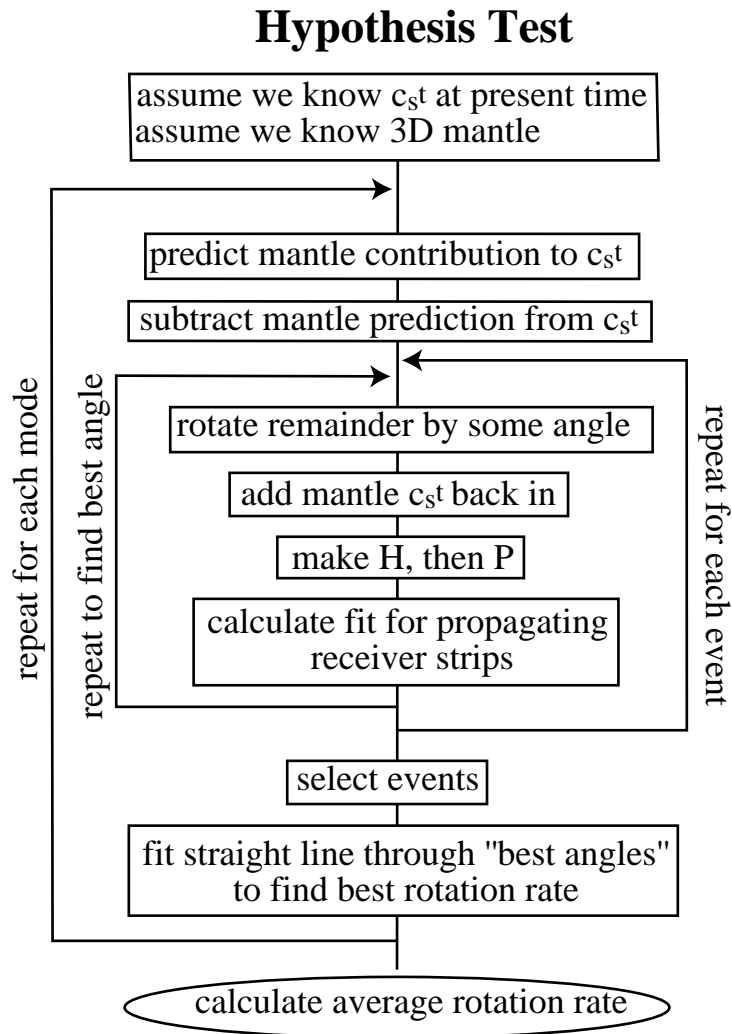 Hypothesis Test
assume we know cₛᵗ at present time
assume we know 3D mantle
predict mantle contribution to cₛᵗ
subtract mantle prediction from cₛᵗ
rotate remainder by some angle
add mantle cₛᵗ back in
make H, then P
calculate fit for propagating
receiver strips
select events
fit straight line through "best angles"
to find best rotation rate
calculate average rotation rate
repeat for each mode
repeat to find best angle
repeat for each event